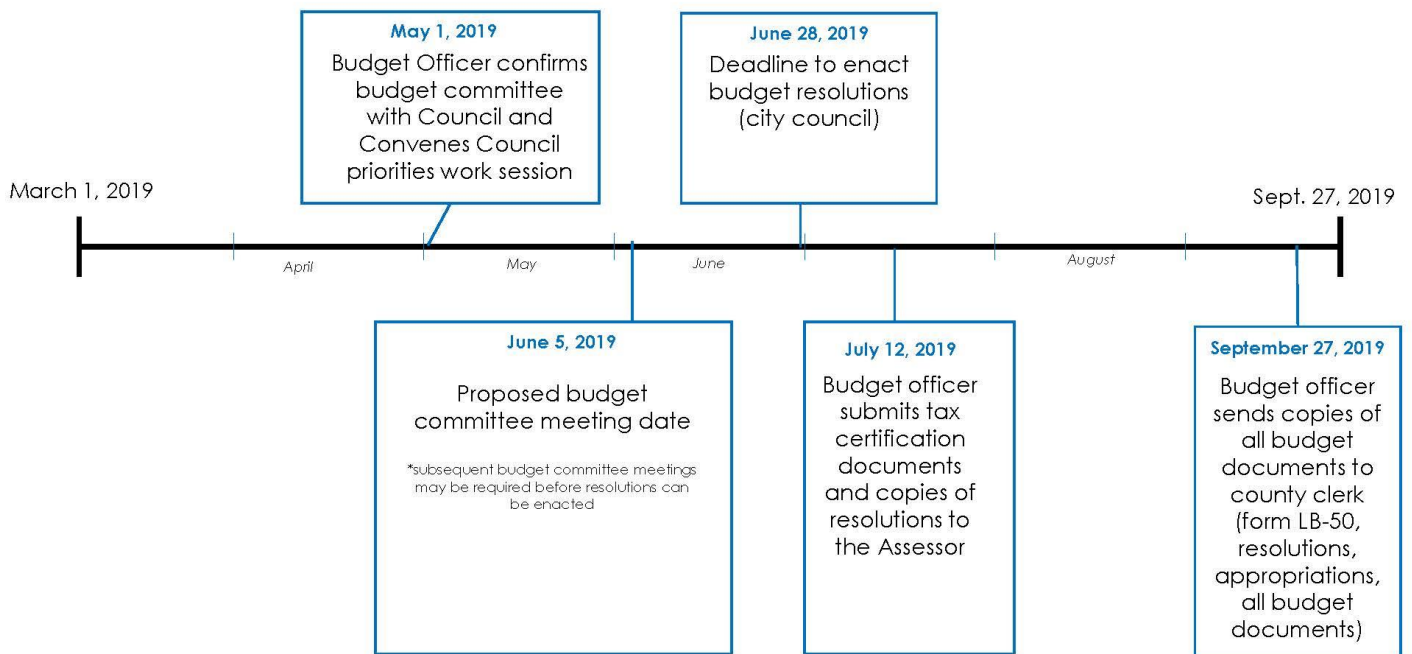 May 1, 2019
Budget Officer confirms
budget committee
with Council and
Convenes Council
priorities work session
June 28, 2019
Deadline to enact
budget resolutions
(city council)
March 1, 2019
Sept. 27, 2019
April
May
June
August
June 5, 2019
Proposed budget
committee meeting date
*subsequent budget committee meetings
may be required before resolutions can
be enacted
July 12, 2019
Budget officer
submits tax
certification
documents
and copies of
resolutions to
the Assessor
September 27, 2019
Budget officer
sends copies of
all budget
documents to
county clerk
(form LB-50,
resolutions,
appropriations,
all budget
documents)